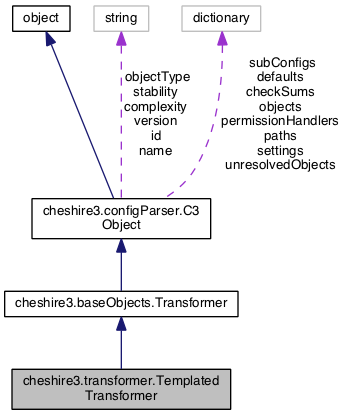 object
string
dictionary
objectType
stability
complexity
version
id
name
subConfigs
defaults
checkSums
objects
permissionHandlers
paths
settings
unresolvedObjects
cheshire3.configParser.C3
Object
cheshire3.baseObjects.Transformer
cheshire3.transformer.Templated
Transformer